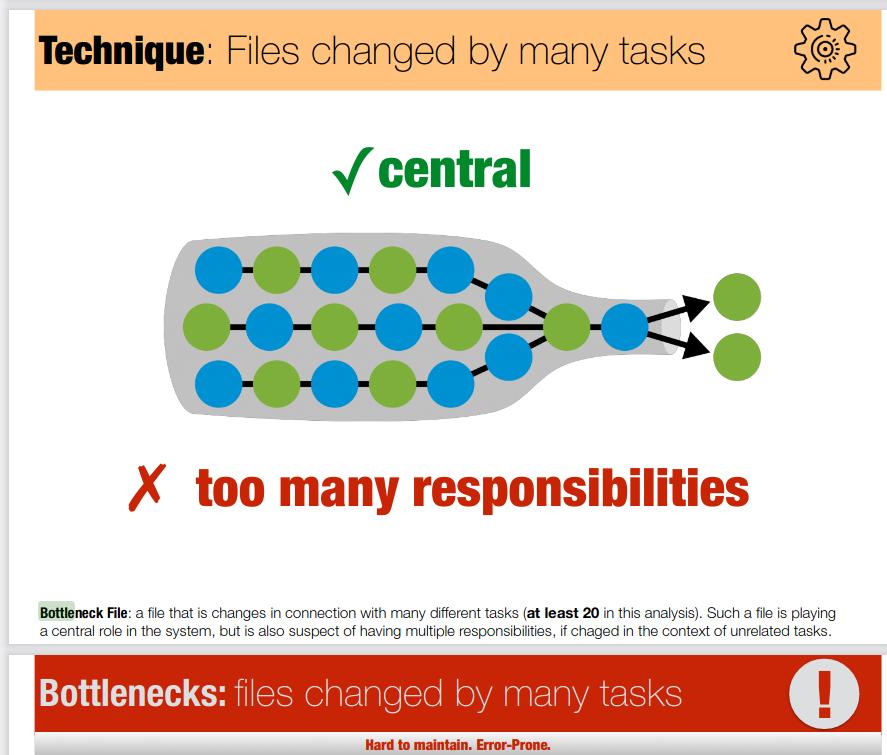 Technique: Files changed by many tasks
✓central
✗ too many responsibilities
Bottleneck File: a file that is changes in connection with many different tasks (at least 20 in this analysis). Such a file is playing
a central role in the system, but is also suspect of having multiple responsibilities, if chaged in the context of unrelated tasks.
Bottlenecks: files changed by many tasks
!
Hard to maintain. Error-Prone.